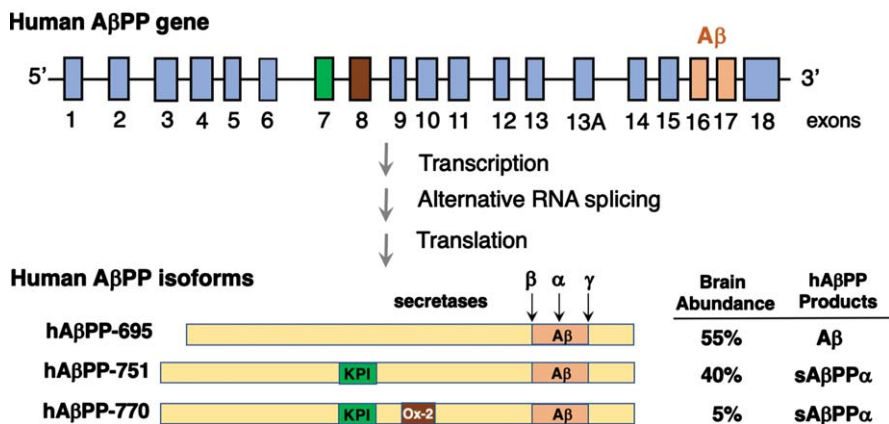 Human AβPP gene
Aβ
5’ 3’
1 2 3 4 5 6 7 8 9 10 11 12 13 13A 14 15 16 17 18 exons
Transcription
Alternative RNA splicing
Translation
Human AβPP isoforms
secretases β α γ
Brain Abundance
hAβPP Products
hAβPP-695 Aβ 55% Aβ
hAβPP-751 KPI Aβ 40% sAβPPα
hAβPP-770 KPI Ox-2 Aβ 5% sAβPPα